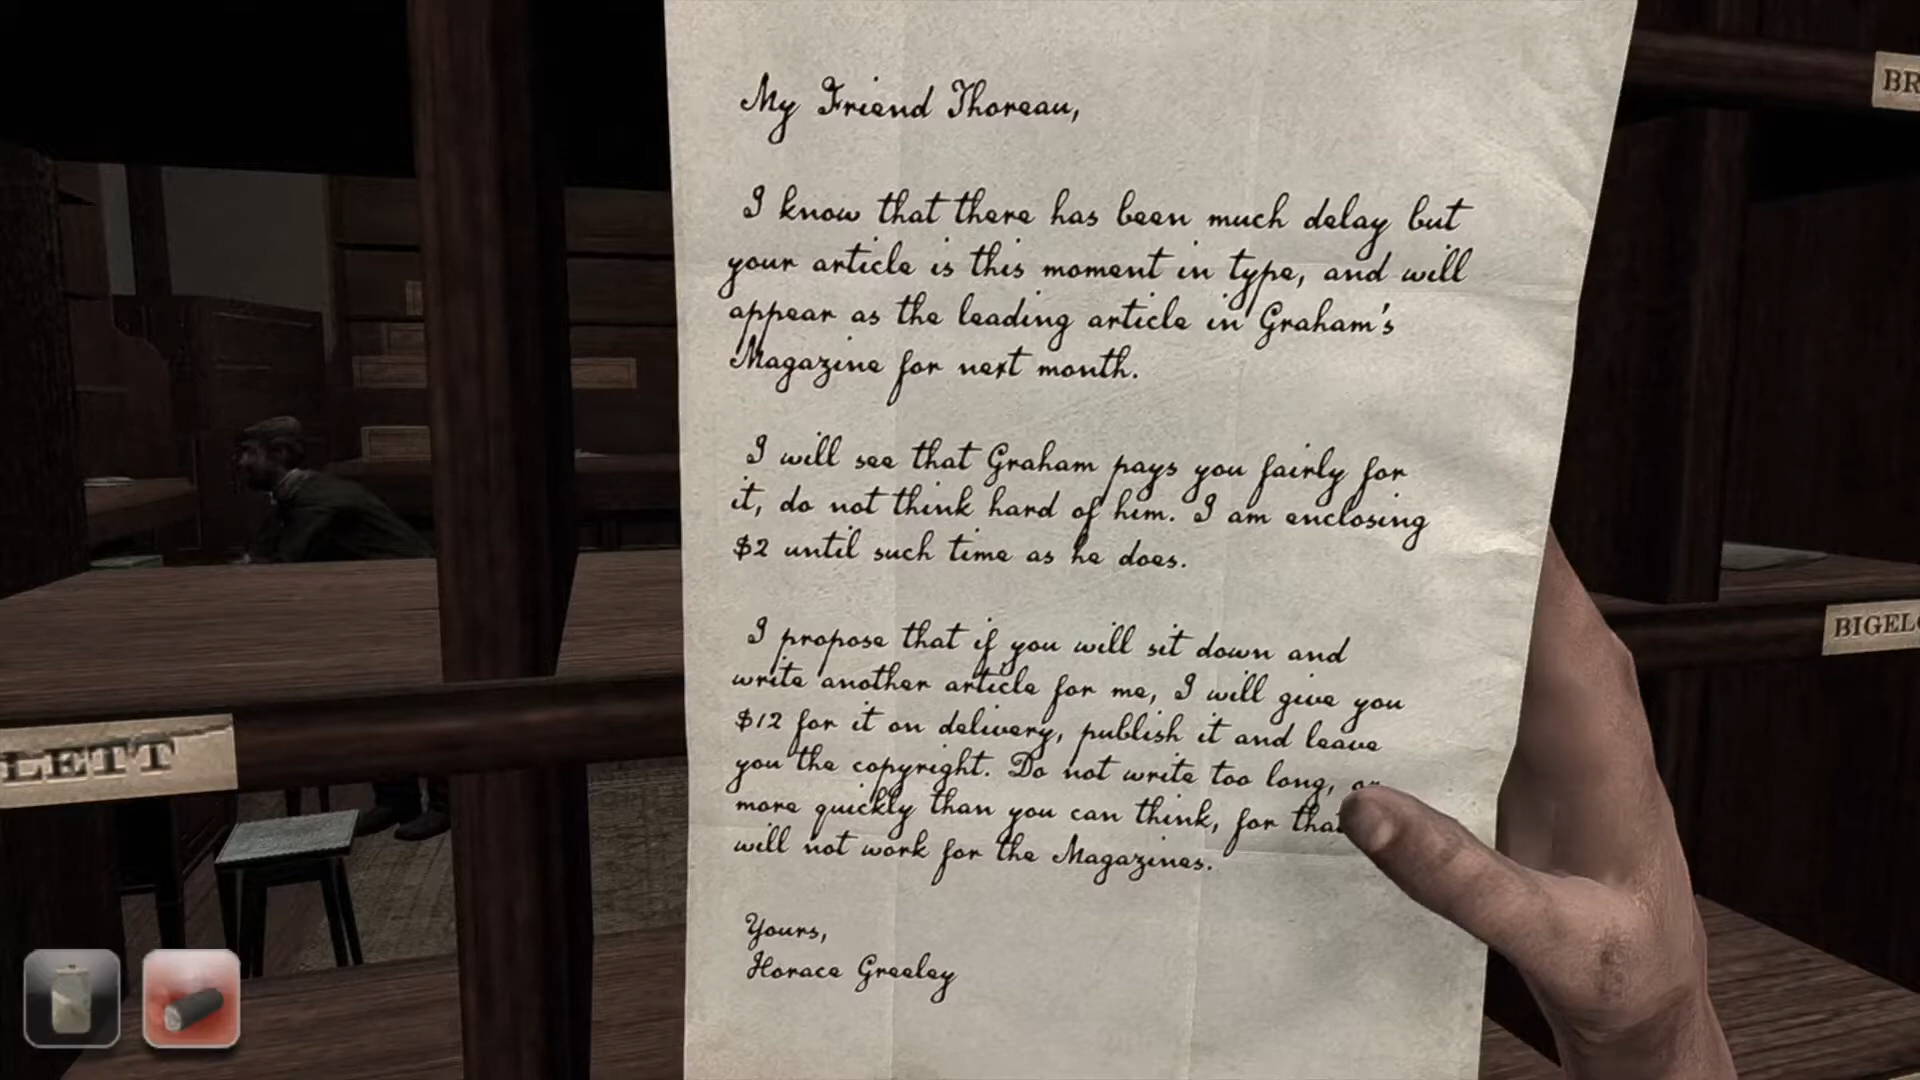 My Friend Thoreau,
I know that there has been much delay but
your article is this moment in type, and will
appear as the leading article in Graham's
Magazine for next month.
I will see that Graham pays you fairly for
it, do not think hard of him. I am enclosing
$2 until such time as he does.
I propose that if you will sit down and
write another article for me, I will give you
$12 for it on delivery, publish it and leave
you the copyright. Do not write too long, or
more quickly than you can think, for that
will not work for the Magazines.
Yours,
Horace Greeley
LETT
BR
BIGELO